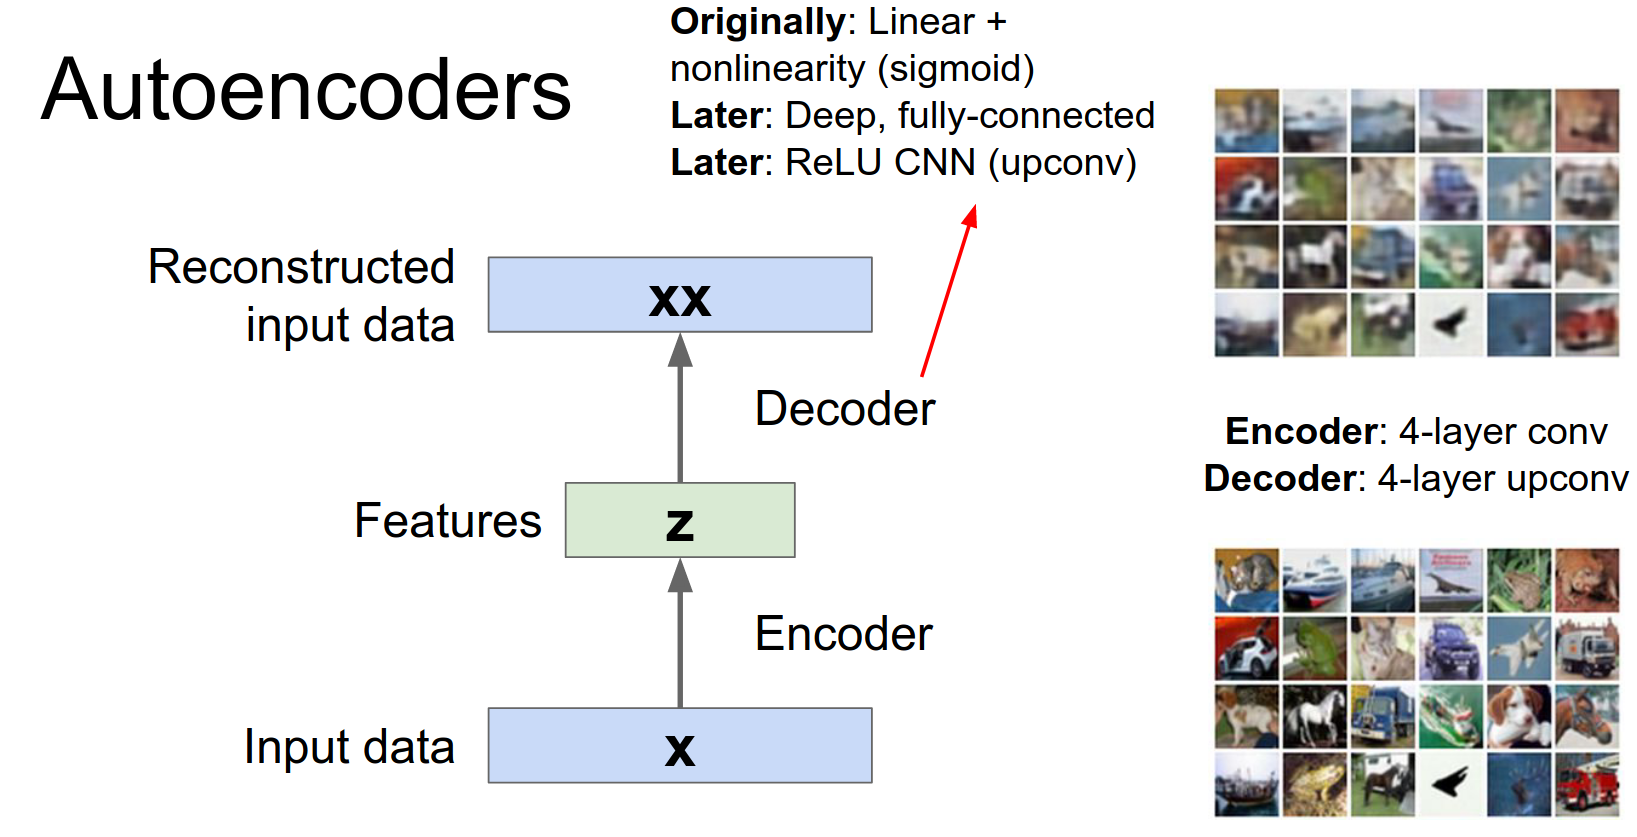 Autoencoders
Originally: Linear +
nonlinearity (sigmoid)
Later: Deep, fully-connected
Later: ReLU CNN (upconv)
Reconstructed
input data
xx
Decoder
Features
z
Encoder
Input data
x
Encoder: 4-layer conv
Decoder: 4-layer upconv